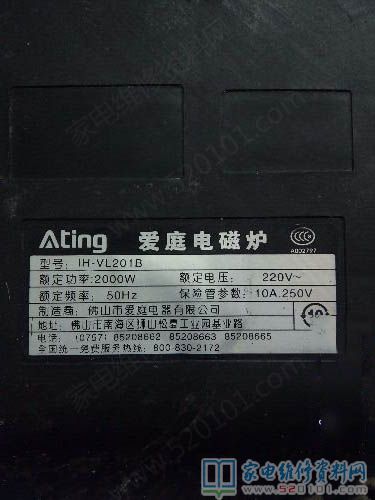 Ating 爱庭电磁炉
A002797
型号: IH-VL201B
额定功率:2000W 额定电压: 220V~
额定频率: 50Hz 保险管参数:10A.250V
制造商: 佛山市爱庭电器有限公司
地址: 佛山市南海区狮山松夏工业园基业路
电话: (0757) 85208662 85208663 85208665
全国统一免费服务热线:800-830-2172
10
家电维修资料网
www.520101.com